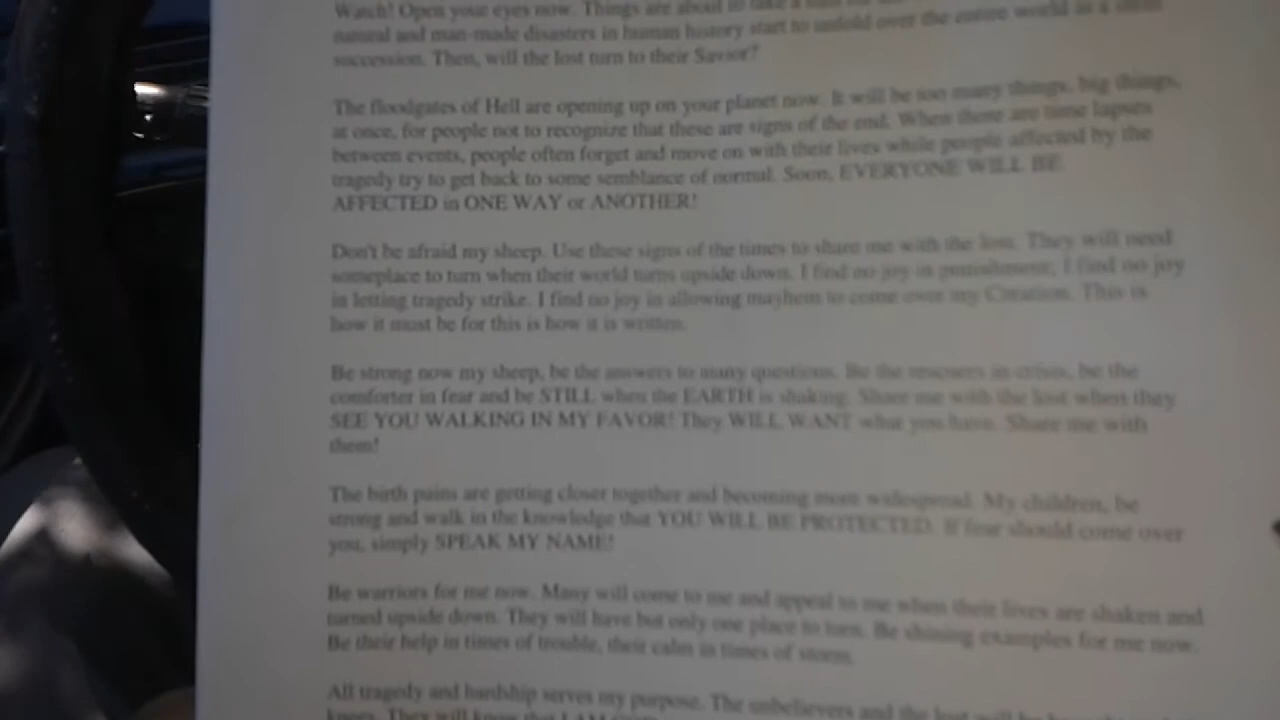 Watch! Open your eyes now. Things are about to take a turn
natural and man-made disasters in human history start to unfold over the entire world in a short
succession. Then, will the lost turn to their Savior?
The floodgates of Hell are opening up on your planet now. It will be too many things, big things,
at once, for people not to recognize that these are signs of the end. When there are time lapses
between events, people often forget and move on with their lives while people affected by the
tragedy try to get back to some semblance of normal. Soon, EVERYONE WILL BE
AFFECTED in ONE WAY or ANOTHER!
Don't be afraid my sheep. Use these signs of the times to share me with the lost. They will need
someplace to turn when their world turns upside down. I find no joy in punishment; I find no joy
in letting tragedy strike. I find no joy in allowing mayhem to come over my Creation. This is
how it must be for this is how it is written.
Be strong now my sheep, be the answers to many questions. Be the rescuers in crisis, be the
comforter in fear and be STILL when the EARTH is shaking. Share me with the lost when they
SEE YOU WALKING IN MY FAVOR! They WILL WANT what you have. Share me with
them!
The birth pains are getting closer together and becoming more widespread. My children, be
strong and walk in the knowledge that YOU WILL BE PROTECTED. If fear should come over
you, simply SPEAK MY NAME!
Be warriors for me now. Many will come to me and appeal to me when their lives are shaken and
turned upside down. They will have but only one place to turn. Be shining examples for me now.
Be their help in times of trouble, their calm in times of storm.
All tragedy and hardship serves my purpose. The unbelievers and the lost will
knees. They will know that I AM